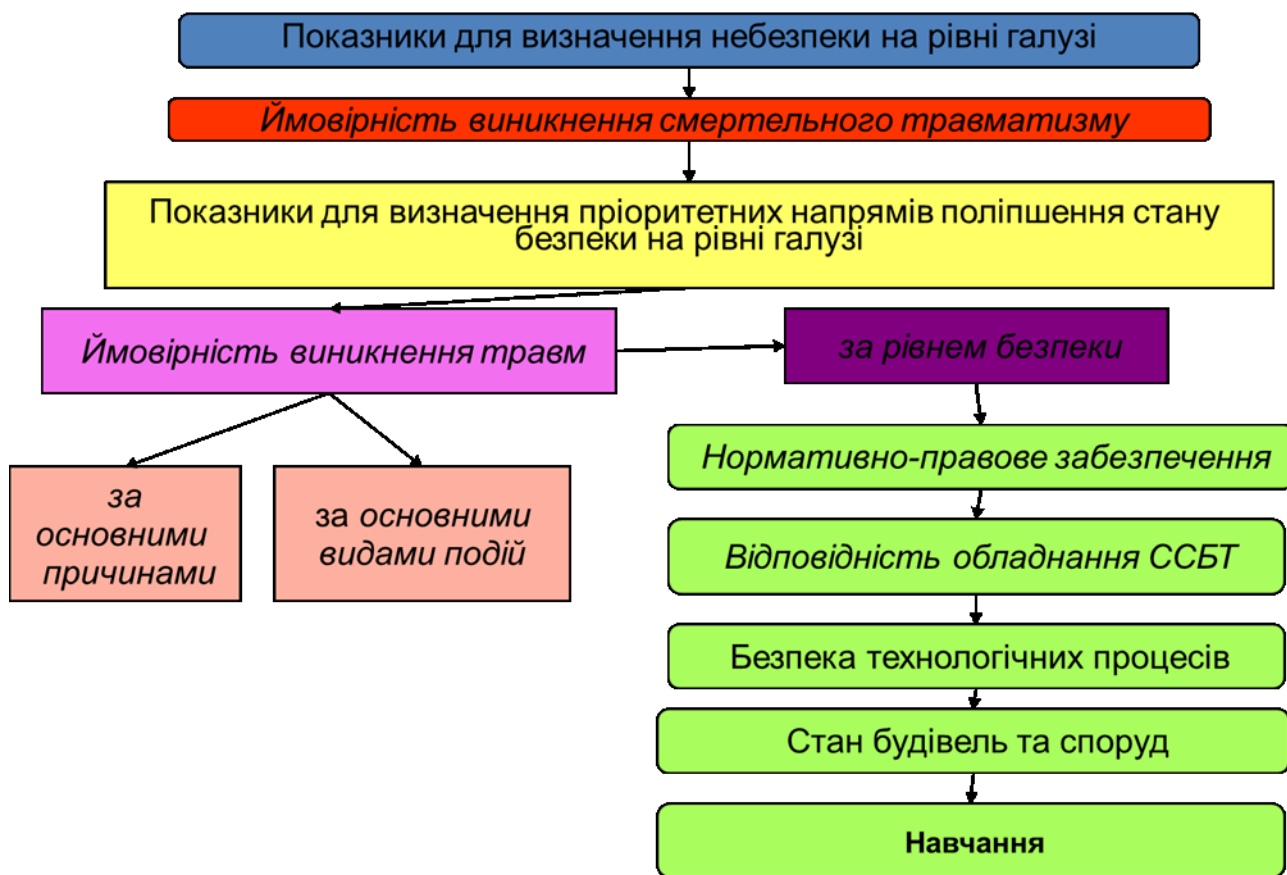 Показники для визначення небезпеки на рівні галузі
Ймовірність виникнення смертельного травматизму
Показники для визначення пріоритетних напрямів поліпшення стану
безпеки на рівні галузі
Ймовірність виникнення травм
за рівнем безпеки
за
основними
причинами
за основними
видами подій
Нормативно-правове забезпечення
Відповідність обладнання ССБТ
Безпека технологічних процесів
Стан будівель та споруд
Навчання